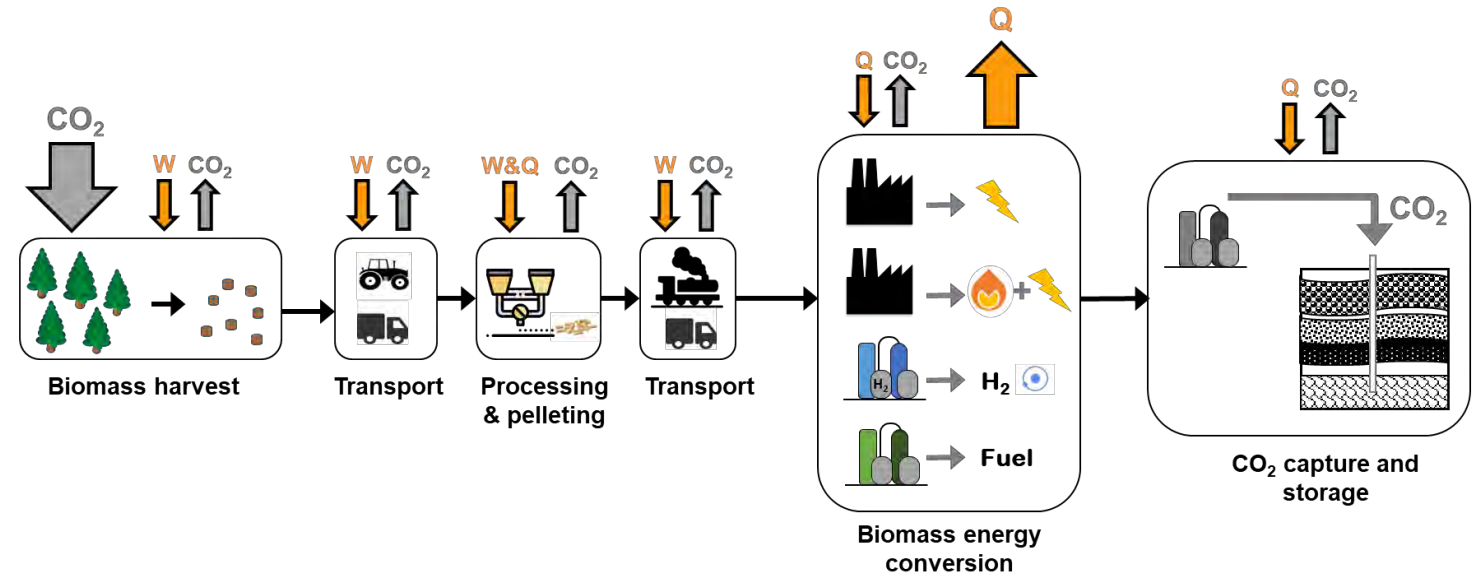 Q
Q CO₂
Q CO₂
CO₂
W CO₂
W CO₂
W&Q CO₂
W CO₂
CO₂
+
H₂
H₂
Fuel
Biomass harvest
Transport
Processing
& pelleting
Transport
CO₂ capture and
storage
Biomass energy
conversion